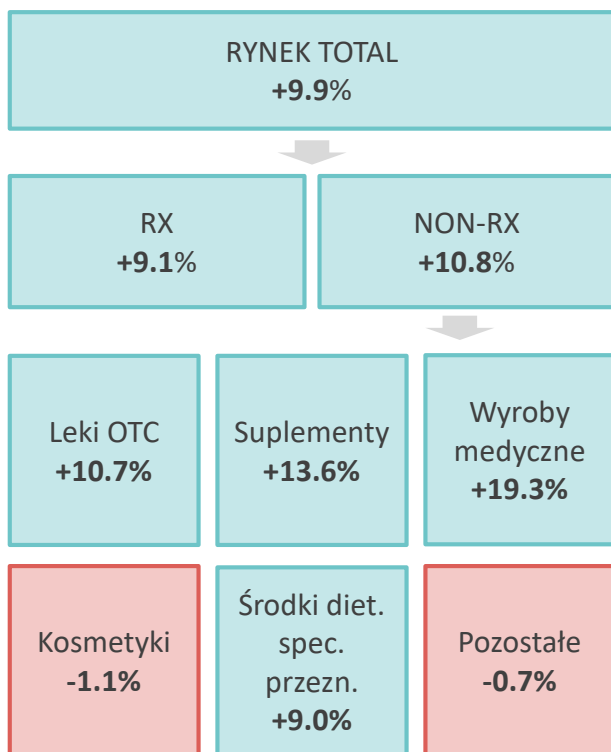 RYNEK TOTAL
+9.9%
RX
+9.1%
NON-RX
+10.8%
Leki OTC
+10.7%
Suplementy
+13.6%
Wyroby
medyczne
+19.3%
Kosmetyki
-1.1%
Środki diet.
spec.
przezn.
+9.0%
Pozostałe
-0.7%